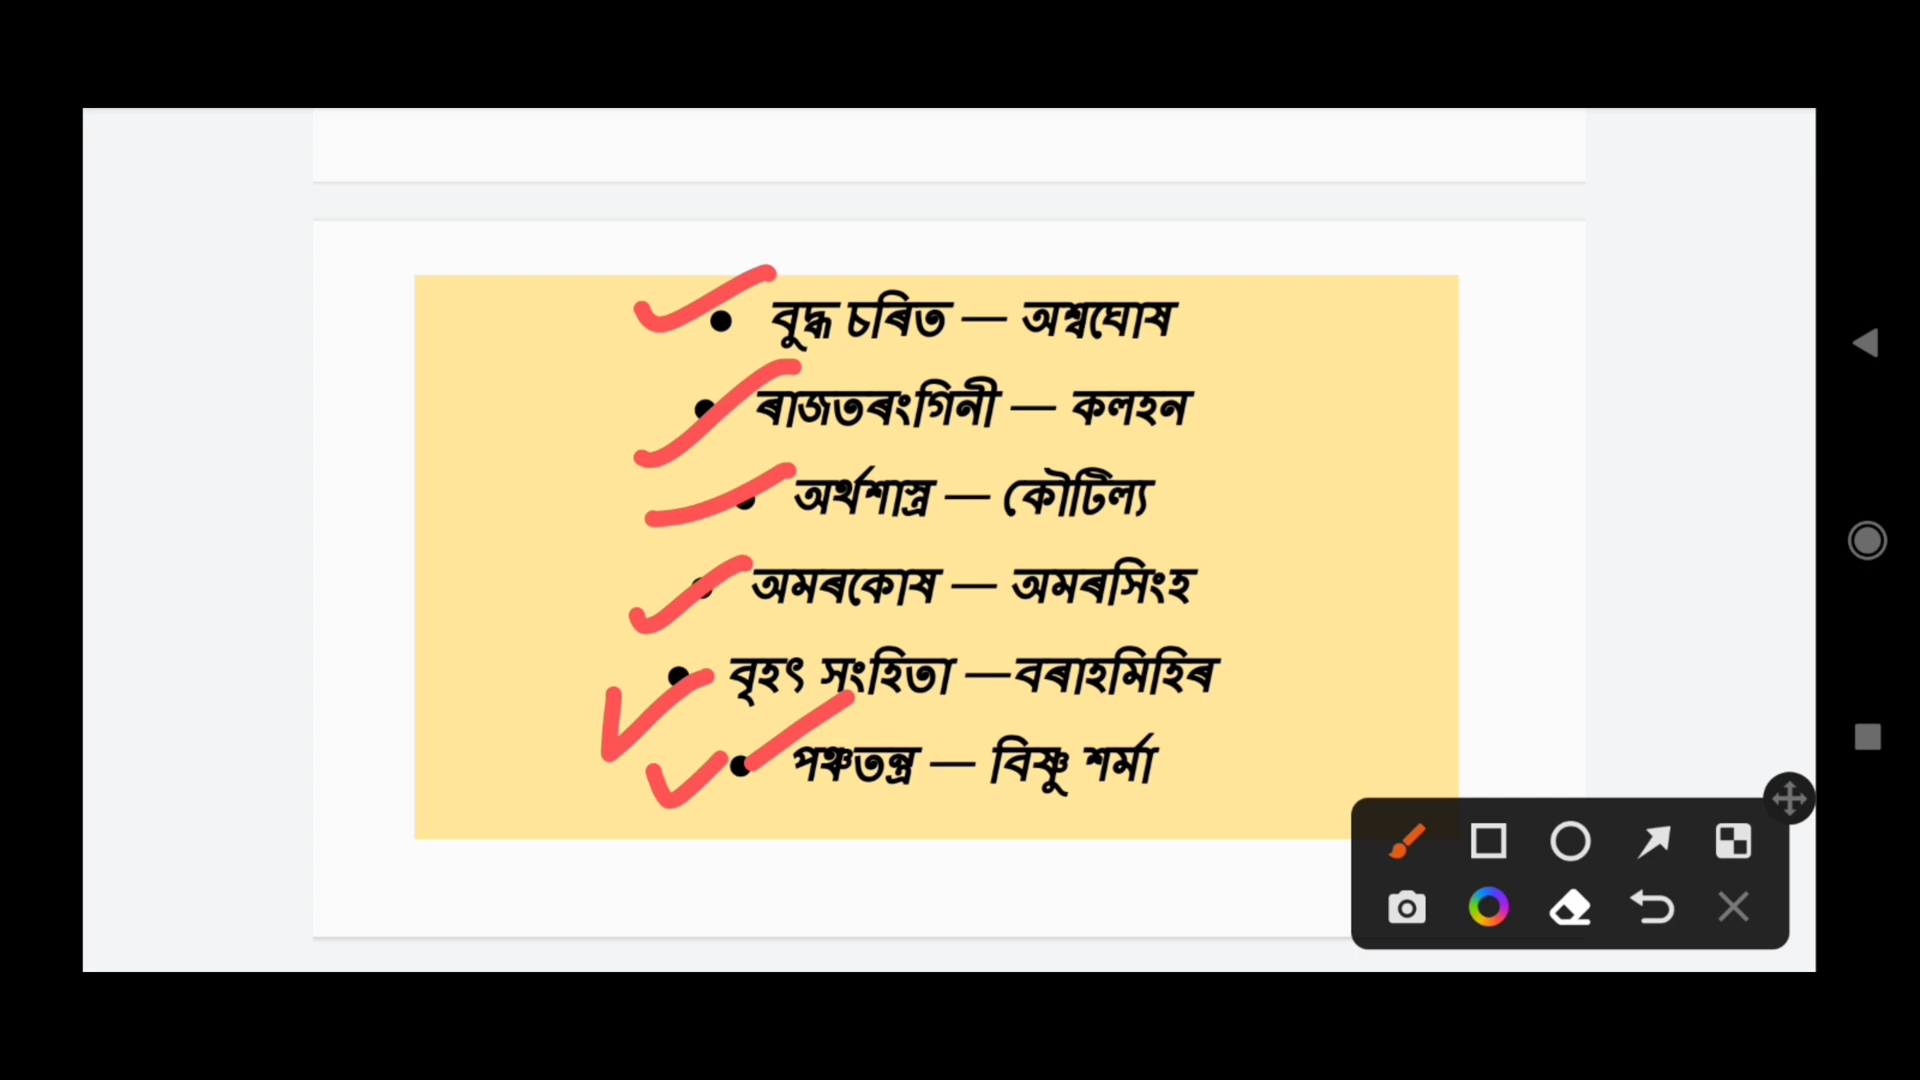 • বুদ্ধ চৰিত — অশ্বঘোষ
• ৰাজতৰংগিনী — কলহন
• অৰ্থশাস্ত্ৰ — কৌটিল্য
• অমৰকোষ — অমৰসিংহ
• বৃহৎ সংহিতা —বৰাহমিহিৰ
• পঞ্চতন্ত্ৰ — বিষ্ণু শৰ্মা